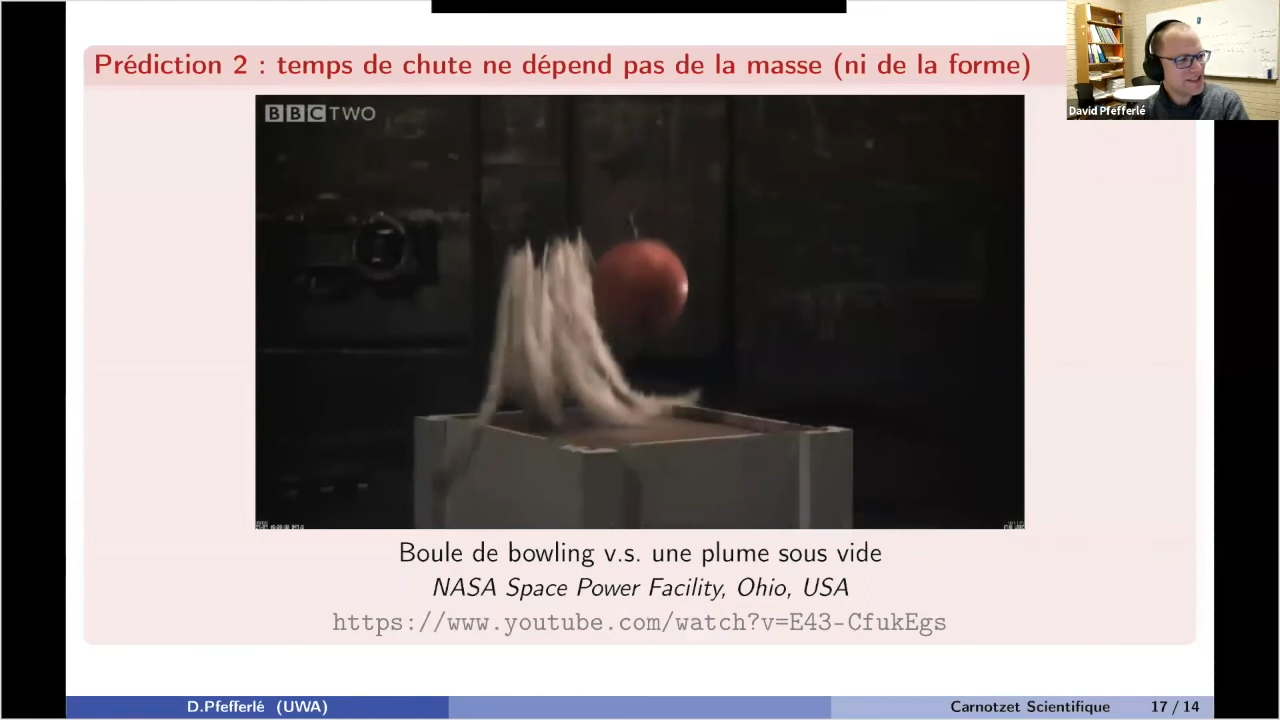 Prédiction 2 : temps de chute ne dépend pas de la masse (ni de la forme)
BBC TWO
David Pfefferlé
Boule de bowling v.s. une plume sous vide
NASA Space Power Facility, Ohio, USA
https://www.youtube.com/watch?v=E43-CfukEgs
D.Pfefferlé (UWA)
Carnotzet Scientifique
17 / 14